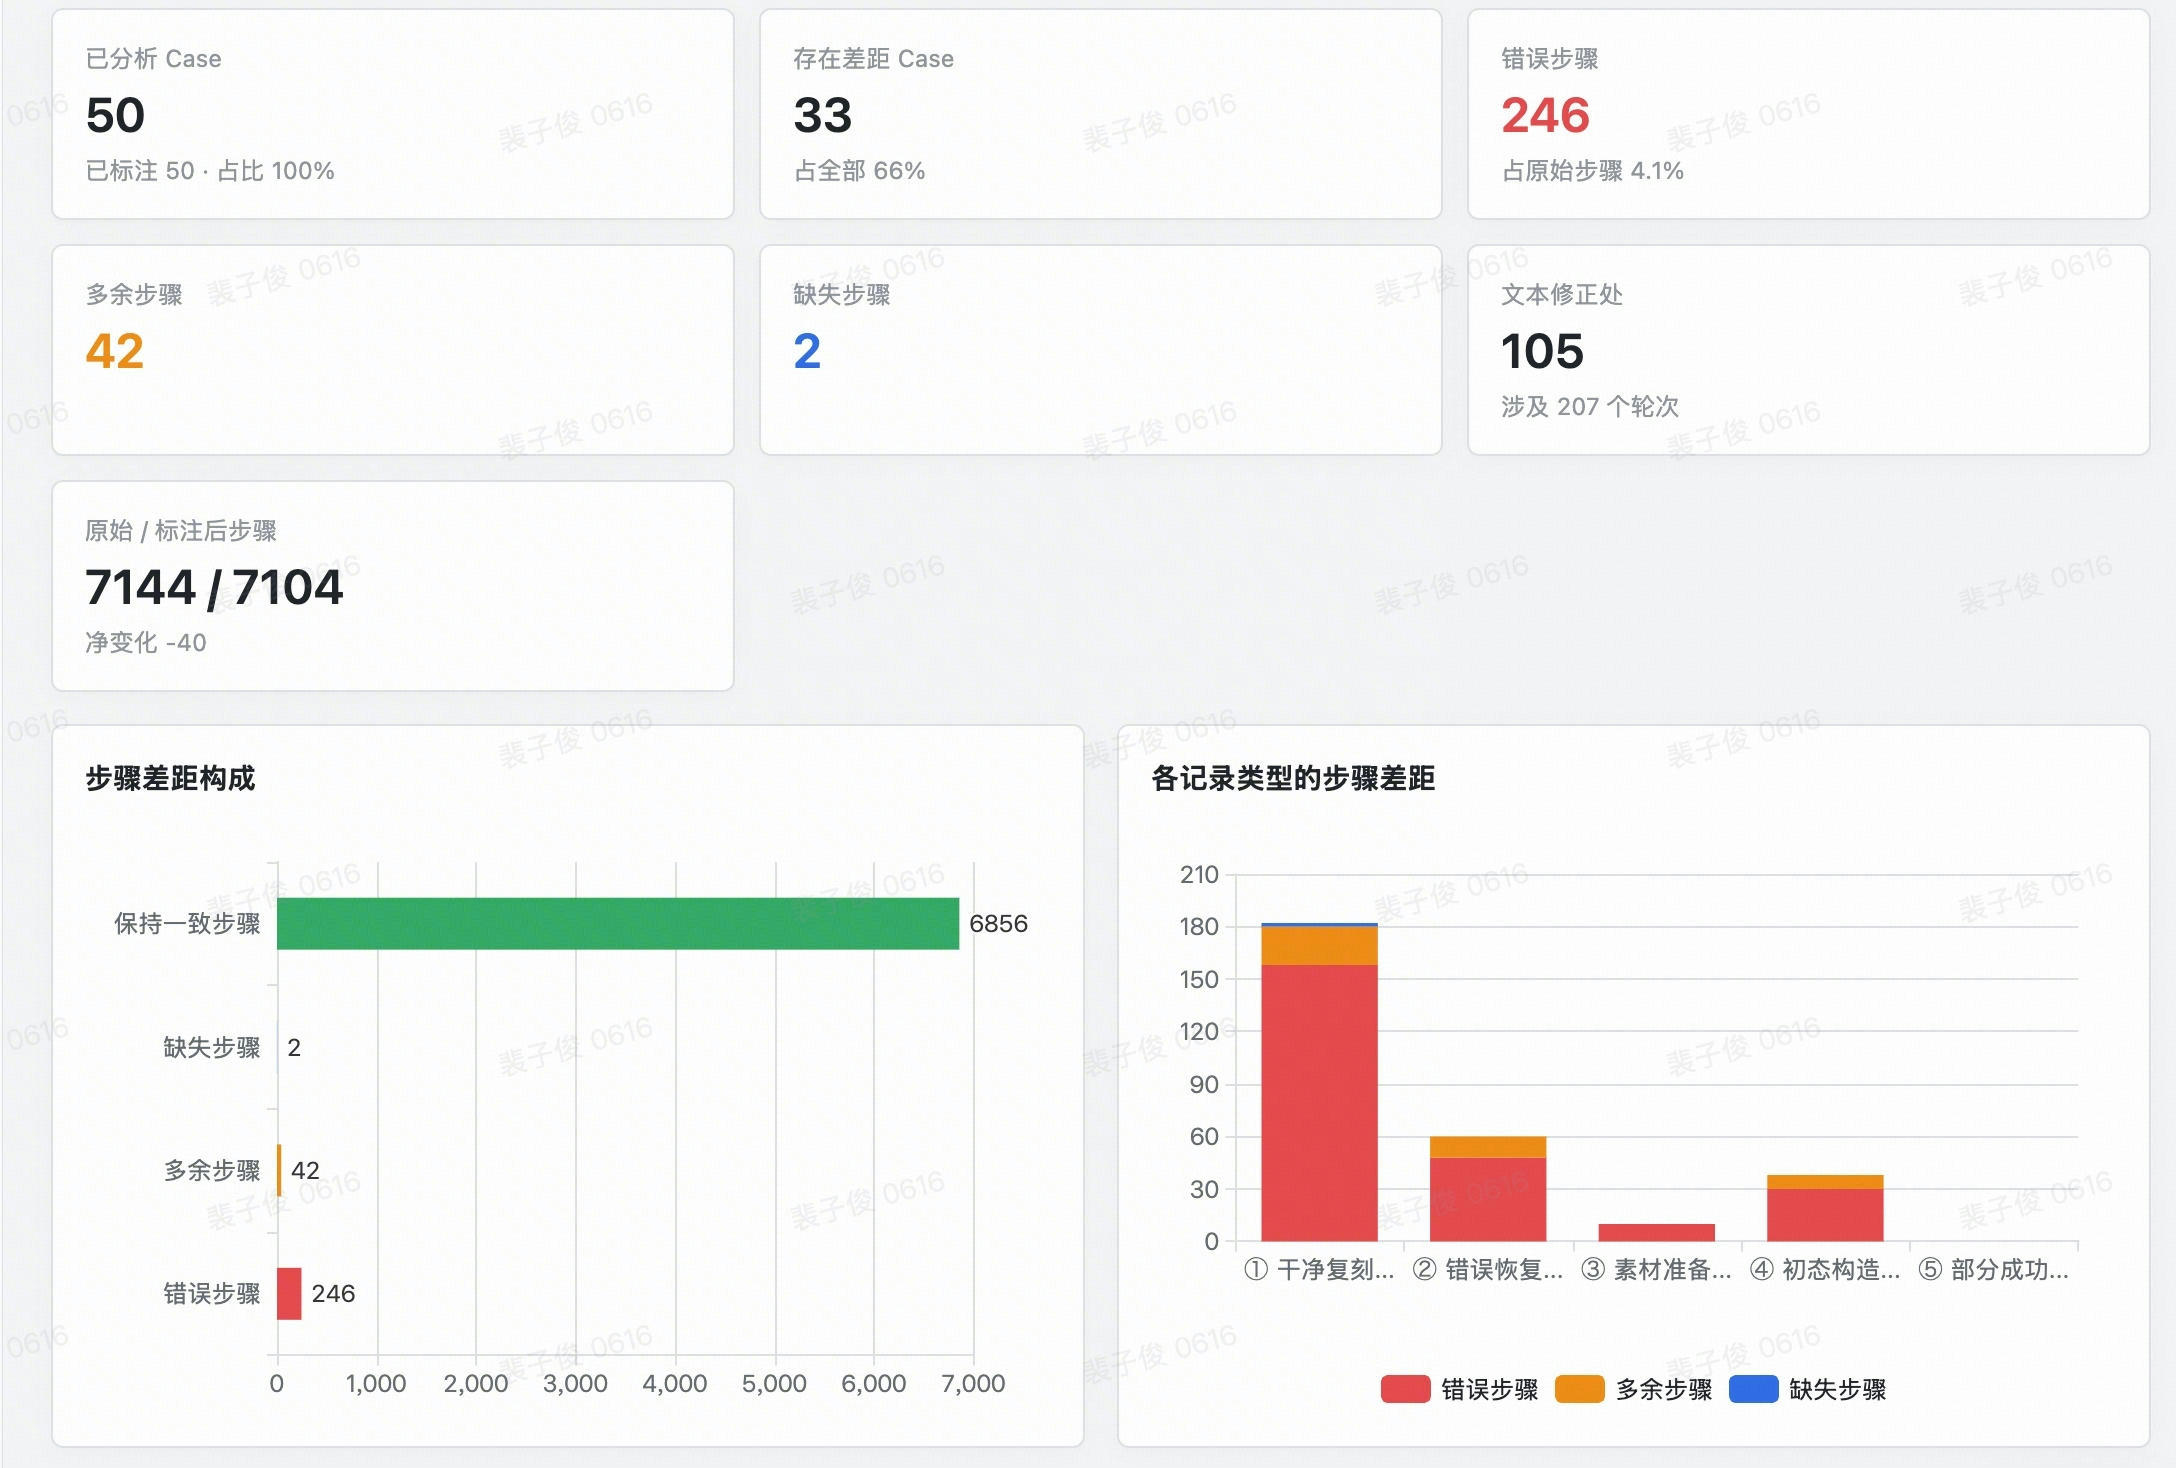 已分析 Case
50
已标注 50 · 占比 100%
存在差距 Case
33
占全部 66%
错误步骤
246
占原始步骤 4.1%
多余步骤
42
缺失步骤
2
文本修正处
105
涉及 207 个轮次
原始 / 标注后步骤
7144 / 7104
净变化 -40
步骤差距构成
保持一致步骤
6856
缺失步骤
2
多余步骤
42
错误步骤
246
0 1,000 2,000 3,000 4,000 5,000 6,000 7,000
各记录类型的步骤差距
210
180
150
120
90
60
30
0
① 干净复刻... ② 错误恢复... ③ 素材准备... ④ 初态构造... ⑤ 部分成功...
错误步骤 多余步骤 缺失步骤
裴子俊 0616